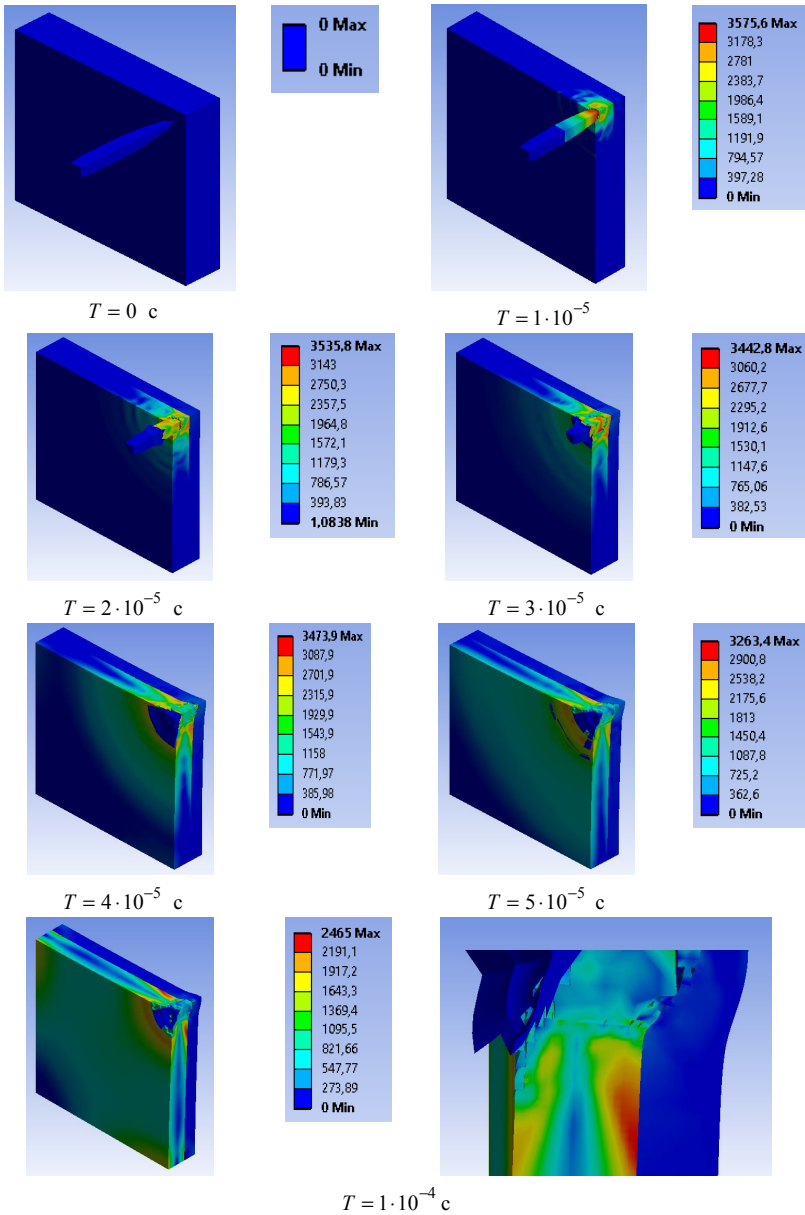 0 Max
0 Min
3575,6 Max
3178,3
2781
2383,7
1986,4
1589,1
1191,9
794,57
397,28
0 Min
T = 0 c
T = 1·10⁻⁵
3535,8 Max
3143
2750,3
2357,5
1964,8
1572,1
1179,3
786,57
393,83
1,0838 Min
3442,8 Max
3060,2
2677,7
2295,2
1912,6
1530,1
1147,6
765,06
382,53
0 Min
T = 2·10⁻⁵ c
T = 3·10⁻⁵ c
3473,9 Max
3087,9
2701,9
2315,9
1929,9
1543,9
1158
771,97
385,98
0 Min
3263,4 Max
2900,8
2538,2
2175,6
1813
1450,4
1087,8
725,2
362,6
0 Min
T = 4·10⁻⁵ c
T = 5·10⁻⁵ c
2465 Max
2191,1
1917,2
1643,3
1369,4
1095,5
821,66
547,77
273,89
0 Min
T = 1·10⁻⁴ c